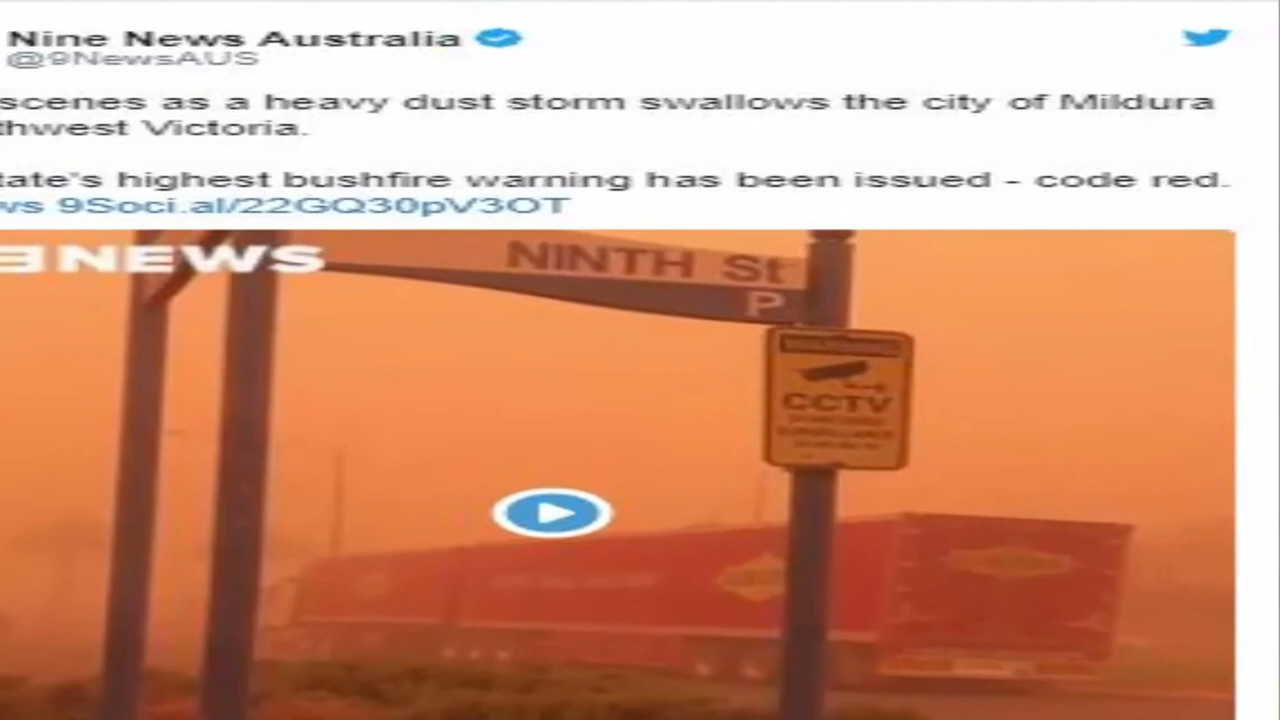 Nine News Australia
@9NewsAUS
scenes as a heavy dust storm swallows the city of Mildura
thwest Victoria.
tate's highest bushfire warning has been issued - code red.
ws 9Soci.al/22GQ30pV3OT
NEWS
NINTH St
P
WARNING
CCTV